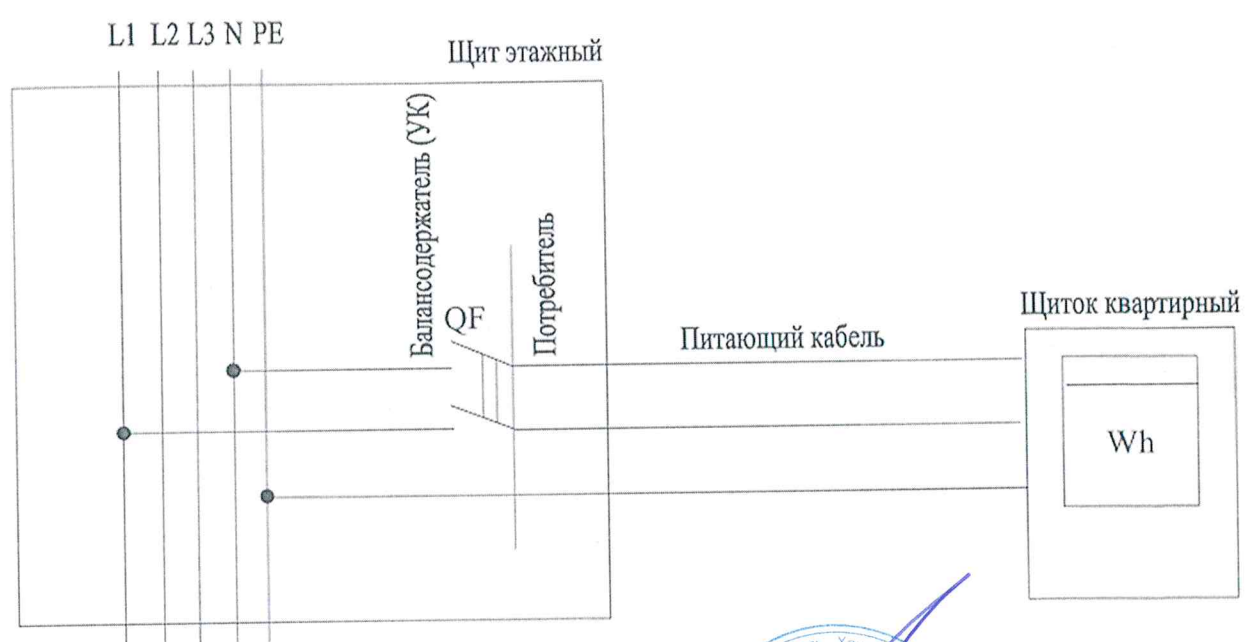 L1 L2 L3 N PE
Щит этажный
Балансодержатель (УК)
Потребитель
QF
Питающий кабель
Щиток квартирный
Wh